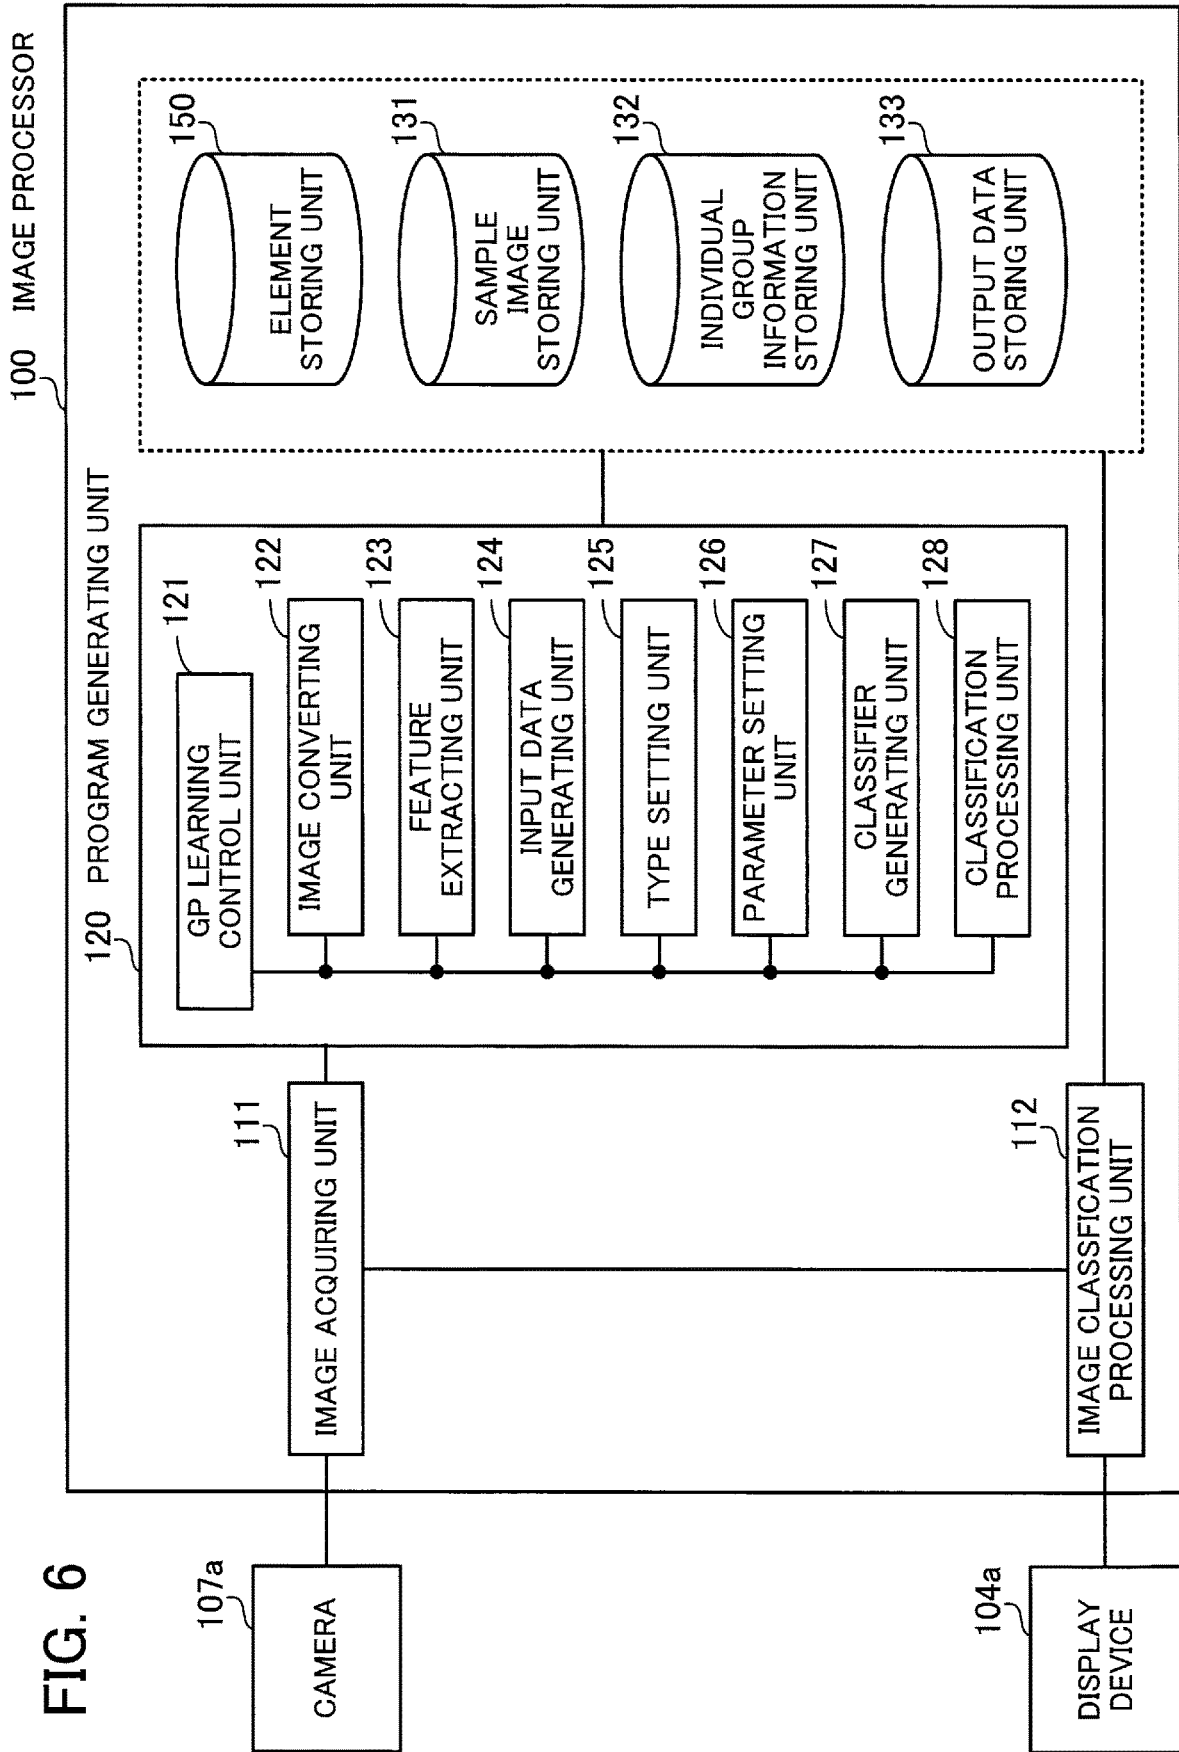 FIG. 6
100 IMAGE PROCESSOR
120 PROGRAM GENERATING UNIT
107a
CAMERA
111
IMAGE ACQUIRING UNIT
121
GP LEARNING
CONTROL UNIT
122
IMAGE CONVERTING
UNIT
123
FEATURE
EXTRACTING UNIT
124
INPUT DATA
GENERATING UNIT
125
TYPE SETTING UNIT
126
PARAMETER SETTING
UNIT
127
CLASSIFIER
GENERATING UNIT
128
CLASSIFICATION
PROCESSING UNIT
150
ELEMENT
STORING UNIT
131
SAMPLE
IMAGE
STORING UNIT
132
INDIVIDUAL
GROUP
INFORMATION
STORING UNIT
133
OUTPUT DATA
STORING UNIT
104a
DISPLAY
DEVICE
112
IMAGE CLASSFICATION
PROCESSING UNIT